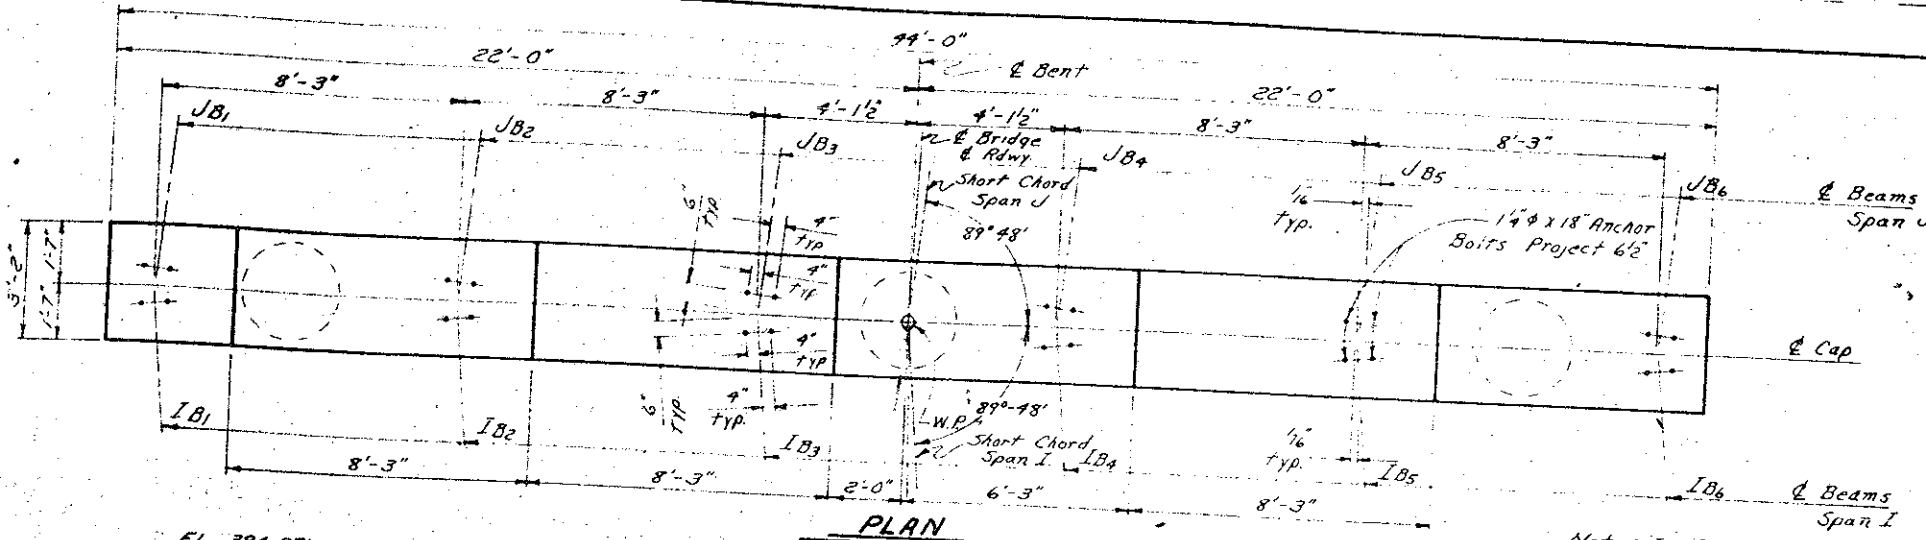 44'-0"
22'-0"
₵ Bent
22'-0"
8'-3"
8'-3"
4'-1½"
4'-1½"
8'-3"
8'-3"
JB1
JB2
JB3
₵ Bridge
₵ Rdwy.
JB4
JB5
JB6
Short Chord
Span J
₵ Beams
Span J
6"
typ.
4"
typ
89°48'
1/16
typ.
1¼"φ x 18" Anchor
Bolts Project 6½"
3'-2"
1'-7"
1'-7"
4"
typ.
4"
typ
₵ Cap
6"
typ.
4"
typ.
W.P.
89°-48'
IB1
IB2
IB3
Short Chord
Span I
IB4
1/16
typ.
IB5
IB6
₵ Beams
Span I
8'-3"
8'-3"
2'-0"
6'-3"
8'-3"
PLAN